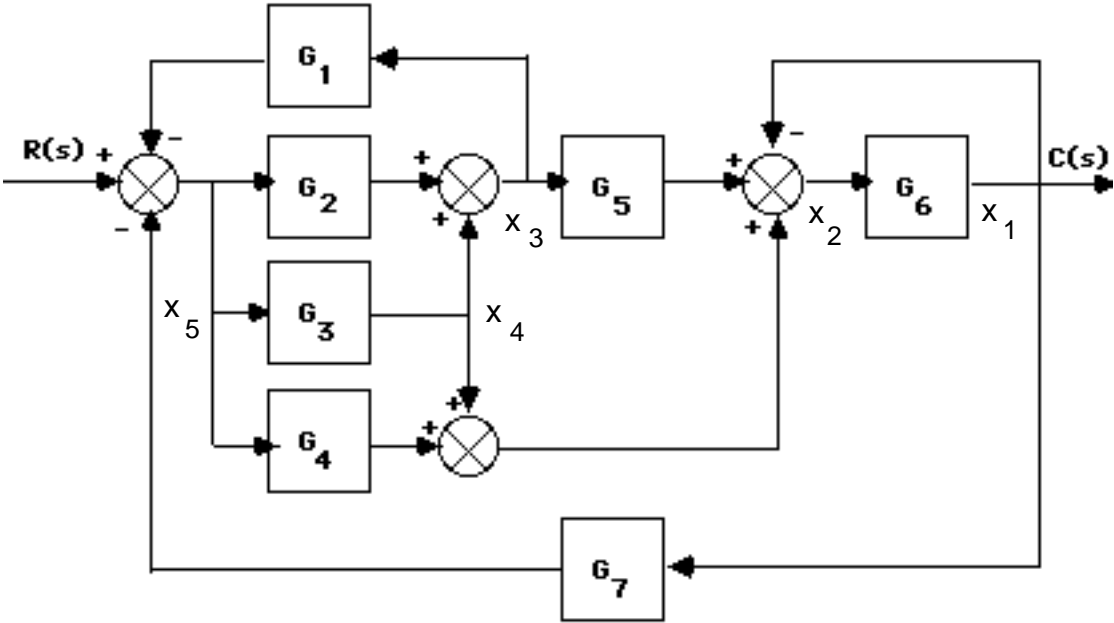 G1
R(s) + - - G2 + + x3 G5 + - + x2 G6 x1 C(s)
x5 G3 x4
G4 + +
G7